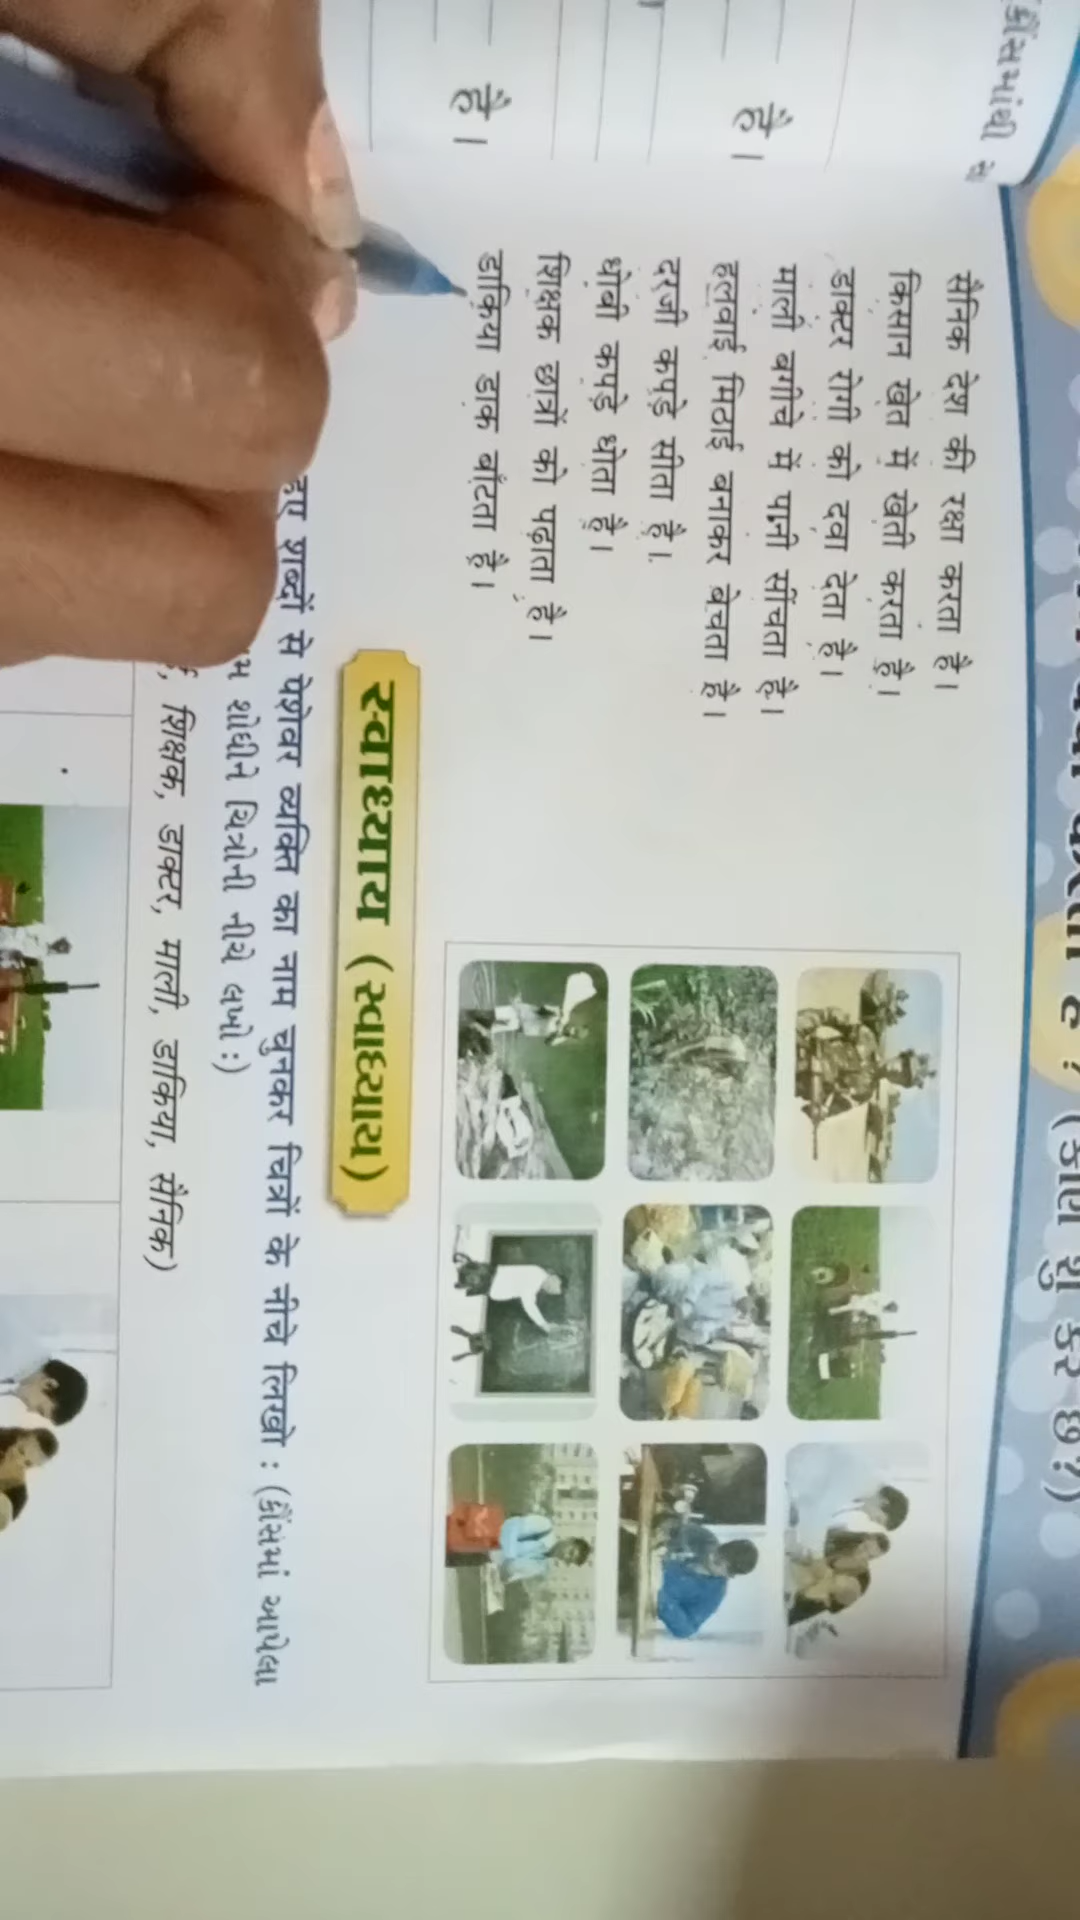 करता है? (કોણ શું કરે છે?)
सैनिक देश की रक्षा करता है।
किसान खेत में खेती करता है।
डाक्टर रोगी को दवा देता है।
माली बगीचे में पानी सींचता है।
हलवाई मिठाई बनाकर बेचता है।
दरजी कपड़े सीता है।
धोबी कपड़े धोता है।
शिक्षक छात्रों को पढ़ाता है।
डाकिया डाक बाँटता है।
स्वाध्याय (સ્વાધ્યાય)
हुए शब्दों से पेशेवर व्यक्ति का नाम चुनकर चित्रों के नीचे लिखो : (કૌંસમાં આપેલા
શોધીને ચિત્રોની નીચે લખો :)
शिक्षक, डाक्टर, माली, डाकिया, सैनिक)
કૌંસમાંથી
है।
है।